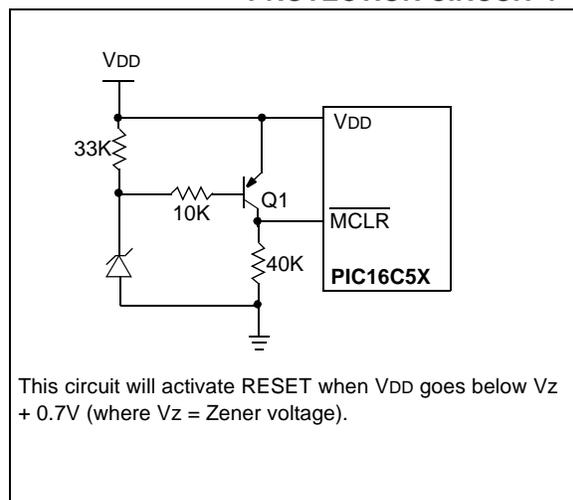 VDD
VDD
33K
Q1
10K
MCLR
40K
PIC16C5X
This circuit will activate RESET when VDD goes below Vz
+ 0.7V (where Vz = Zener voltage).